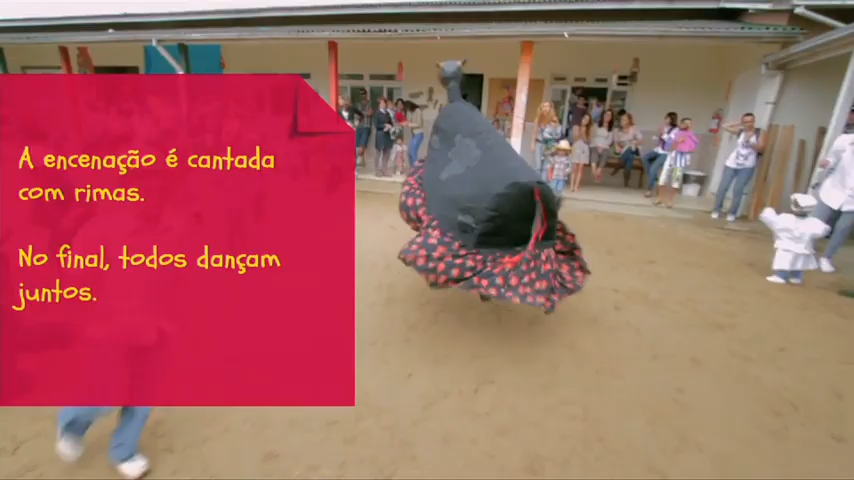 A encenação é cantada
com rimas.
No final, todos dançam
juntos.